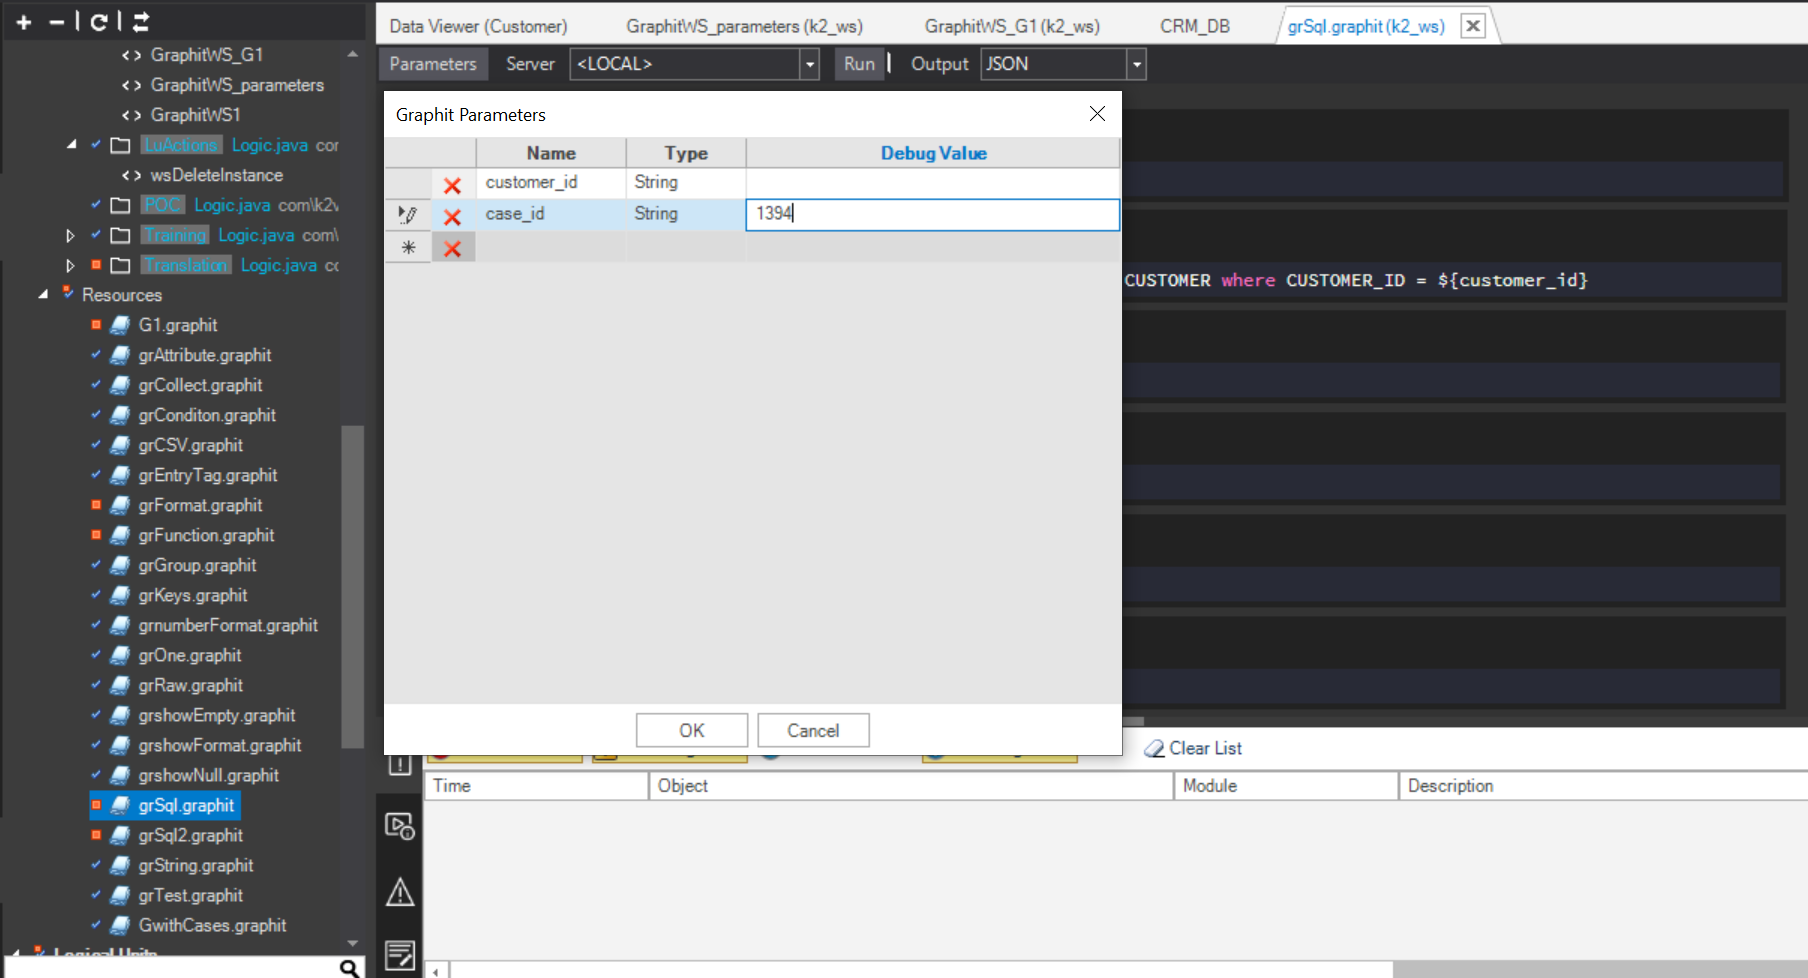 Data Viewer (Customer) GraphitWS_parameters (k2_ws) GraphitWS_G1 (k2_ws) CRM_DB grSql.graphit (k2_ws)
Parameters Server <LOCAL> Run Output JSON
GraphitWS_G1
GraphitWS_parameters
GraphitWS1
LuActions Logic.java cor
wsDeleteInstance
POC Logic.java com\k2v
Training Logic.java com\
Translation Logic.java co
Resources
G1.graphit
grAttribute.graphit
grCollect.graphit
grConditon.graphit
grCSV.graphit
grEntryTag.graphit
grFormat.graphit
grFunction.graphit
grGroup.graphit
grKeys.graphit
grnumberFormat.graphit
grOne.graphit
grRaw.graphit
grshowEmpty.graphit
grshowFormat.graphit
grshowNull.graphit
grSql.graphit
grSql2.graphit
grString.graphit
grTest.graphit
GwithCases.graphit
Logical Units
Graphit Parameters
Name Type Debug Value
customer_id String
case_id String 1394
OK Cancel
CUSTOMER where CUSTOMER_ID = ${customer_id}
Clear List
Time Object Module Description